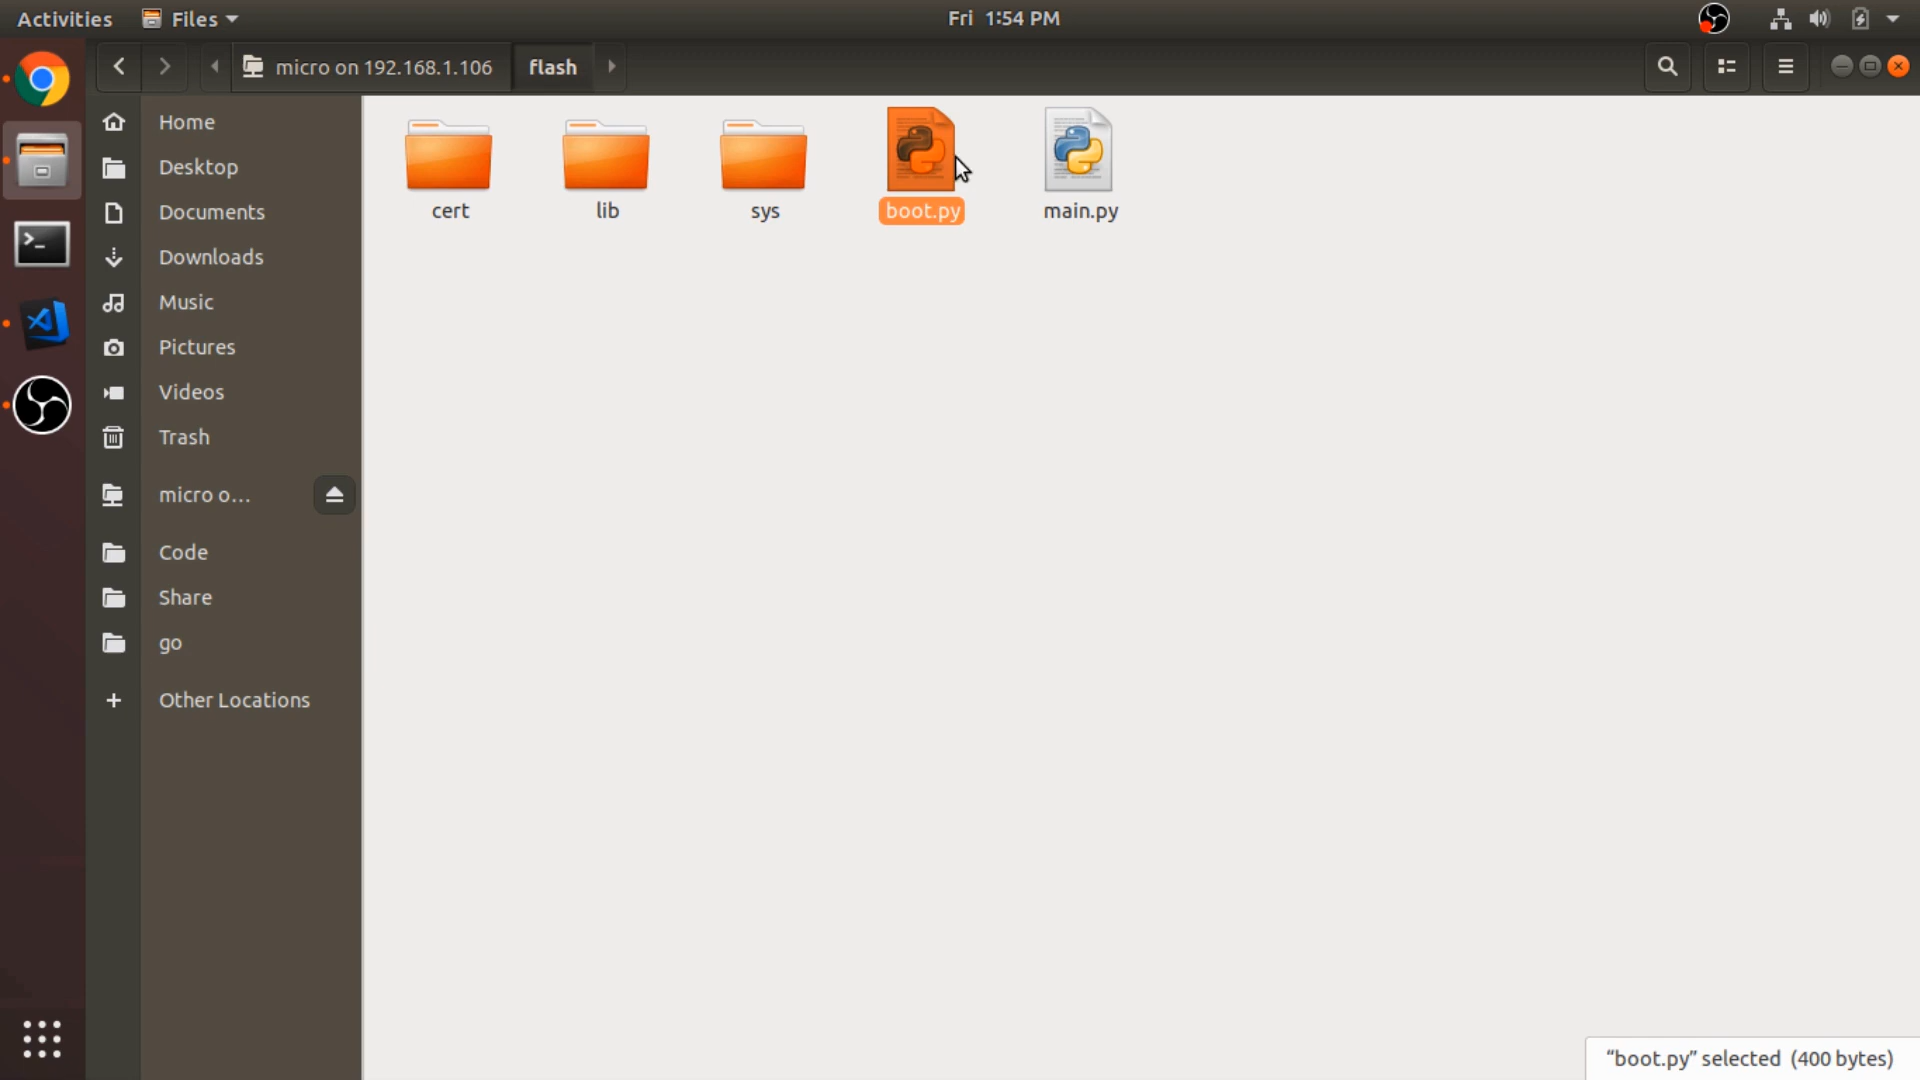 Activities Files Fri 1:54 PM
micro on 192.168.1.106 flash
Home
Desktop
Documents
Downloads
Music
Pictures
Videos
Trash
micro o...
Code
Share
go
Other Locations
cert lib sys boot.py main.py
“boot.py” selected (400 bytes)